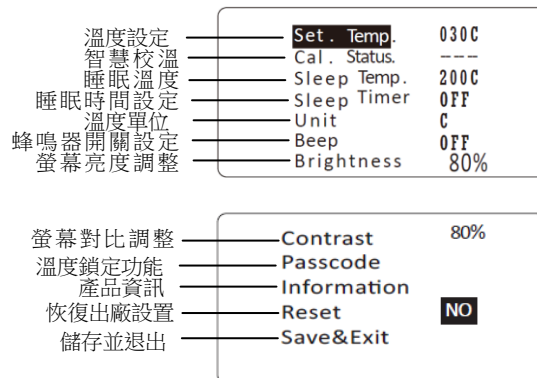 溫度設定 Set. Temp. 030C
智慧校溫 Cal. Status. ---
睡眠溫度 Sleep Temp. 200C
睡眠時間設定 Sleep Timer OFF
溫度單位 Unit C
蜂鳴器開關設定 Beep OFF
螢幕亮度調整 Brightness 80%
螢幕對比調整 Contrast 80%
溫度鎖定功能 Passcode
產品資訊 Information
恢復出廠設置 Reset NO
儲存並退出 Save&Exit